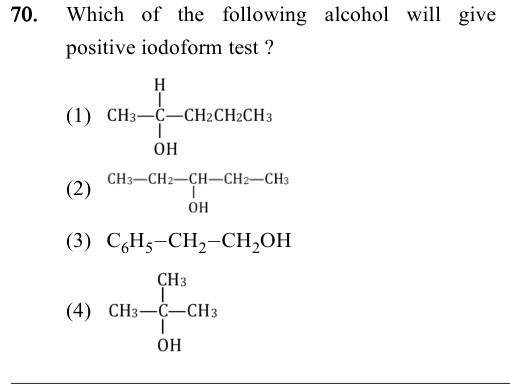 70. Which of the following alcohol will give
positive iodoform test ?
H
(1) CH3—C—CH2CH2CH3
OH
(2) CH3—CH2—CH—CH2—CH3
OH
(3) C₆H₅–CH₂–CH₂OH
CH3
(4) CH3—C—CH3
OH